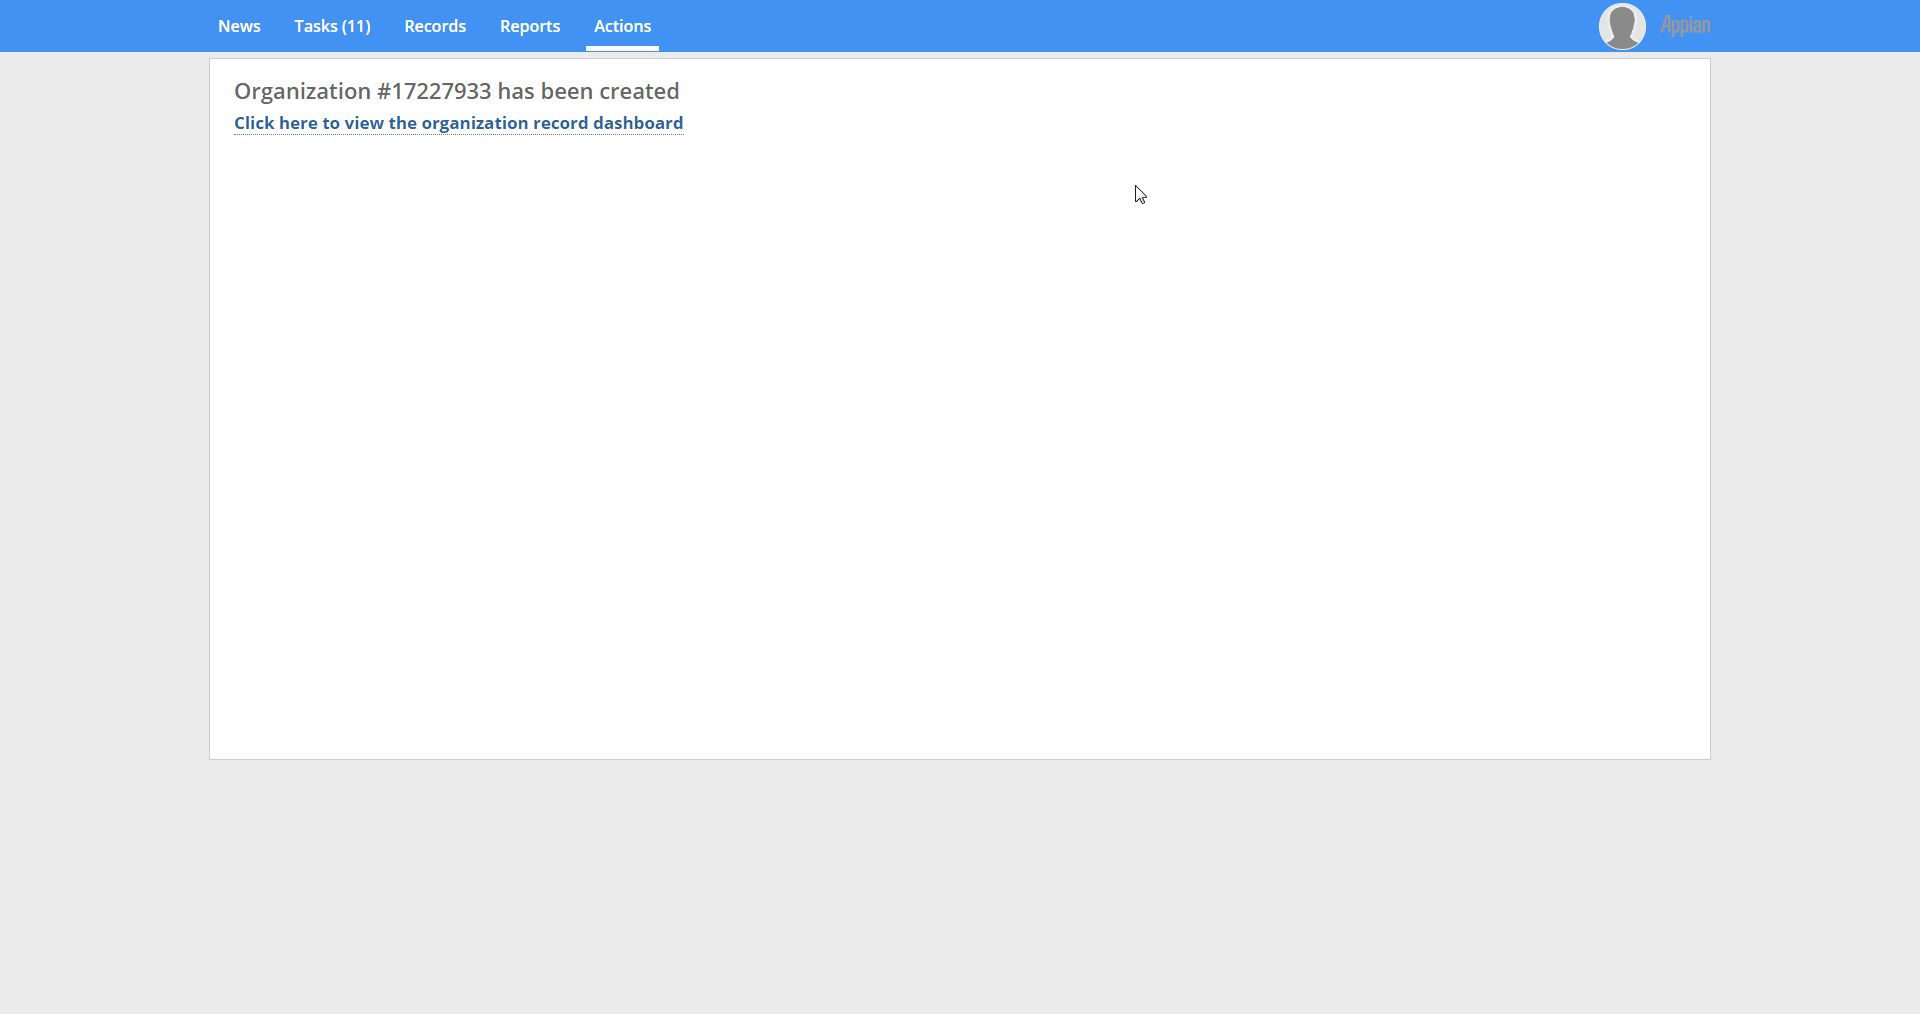 News Tasks (11) Records Reports Actions Appian
Organization #17227933 has been created
Click here to view the organization record dashboard